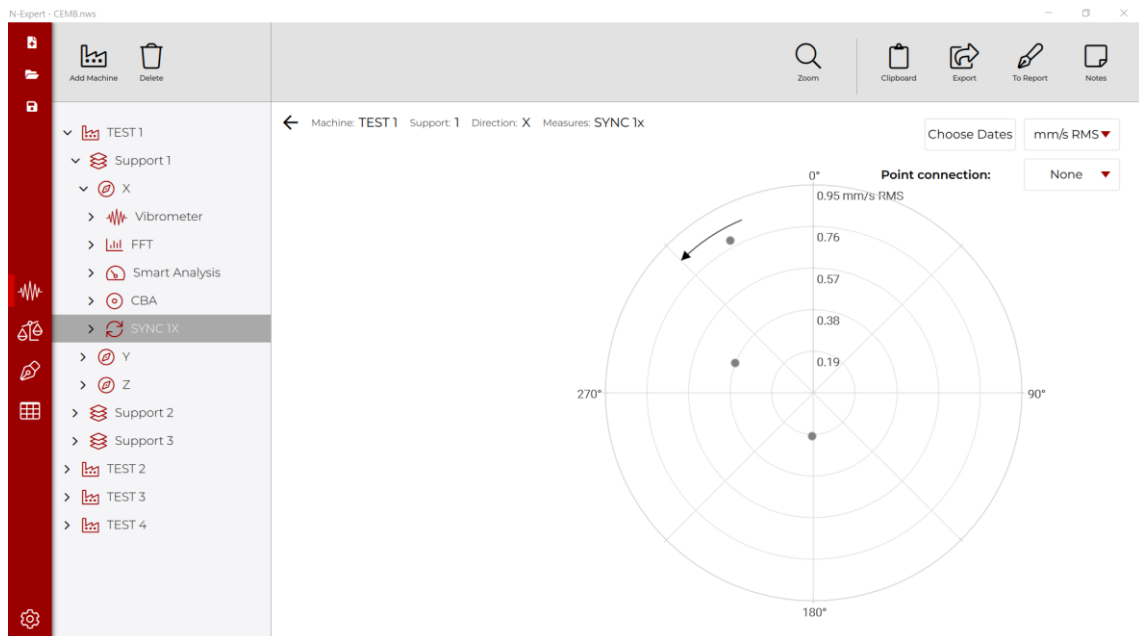 N-Expert - CEMB.nws
Add Machine
Delete
Zoom
Clipboard
Export
To Report
Notes
TEST 1
Support 1
X
Vibrometer
FFT
Smart Analysis
CBA
SYNC 1X
Y
Z
Support 2
Support 3
TEST 2
TEST 3
TEST 4
Machine: TEST 1 Support: 1 Direction: X Measures: SYNC 1x
Choose Dates
mm/s RMS
Point connection:
None
0°
0.95 mm/s RMS
0.76
0.57
0.38
0.19
270°
90°
180°